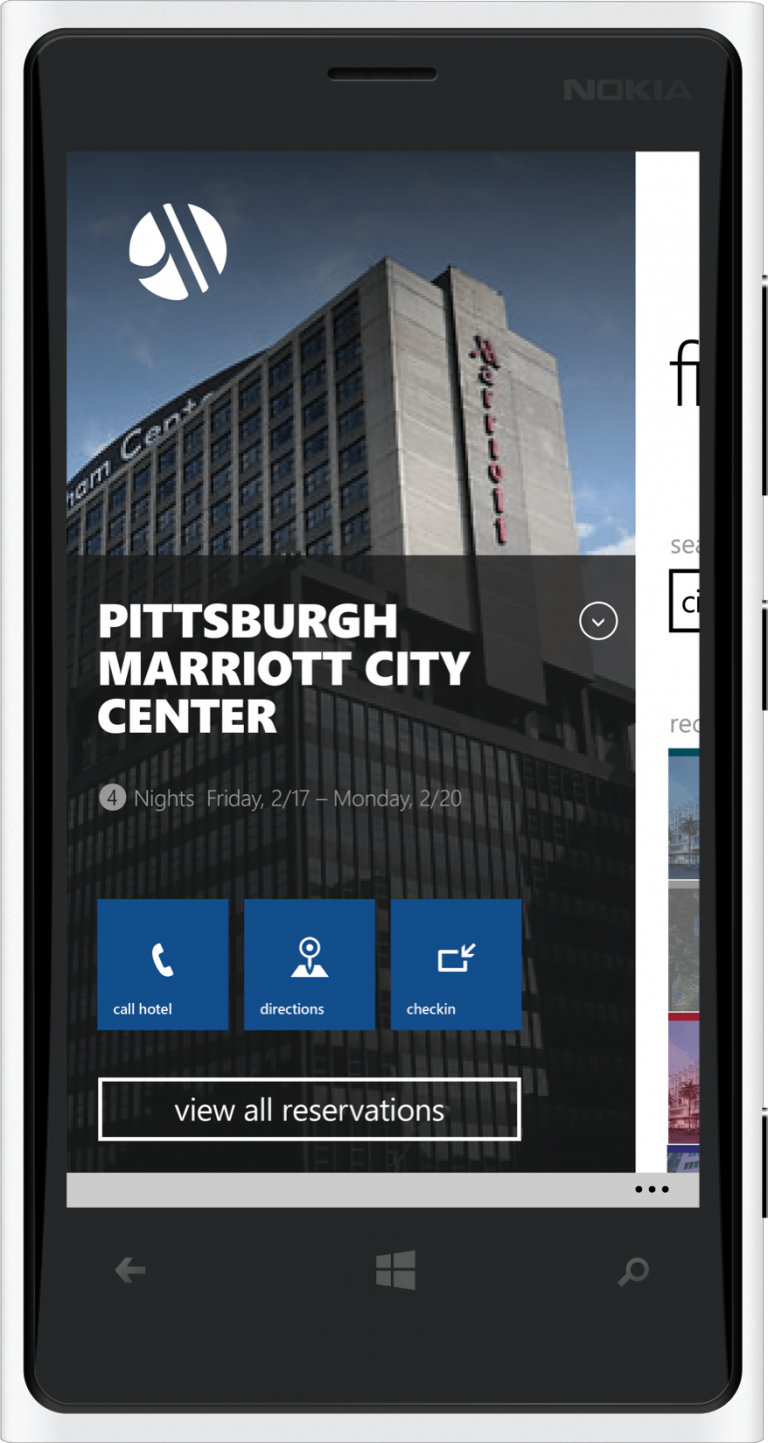 NOKIA
ham Cente
Marriott
fi
sea
ci
PITTSBURGH
MARRIOTT CITY
CENTER
rec
4 Nights Friday, 2/17 – Monday, 2/20
call hotel
directions
checkin
view all reservations